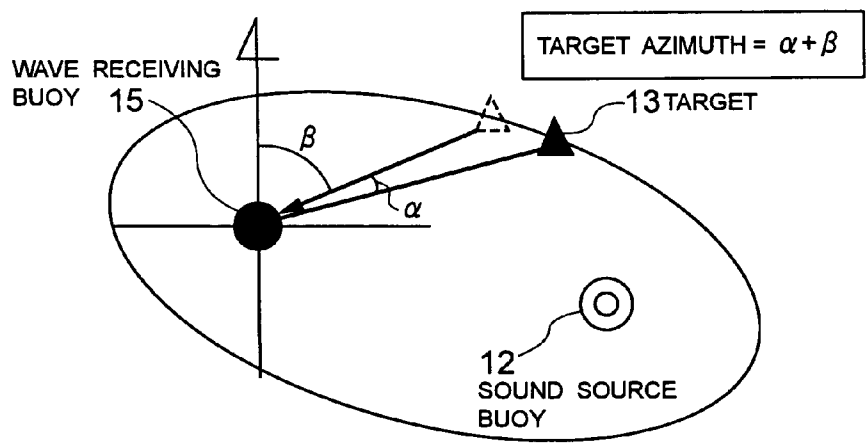 TARGET AZIMUTH = α+β
WAVE RECEIVING
BUOY 15
13 TARGET
β
α
12
SOUND SOURCE
BUOY